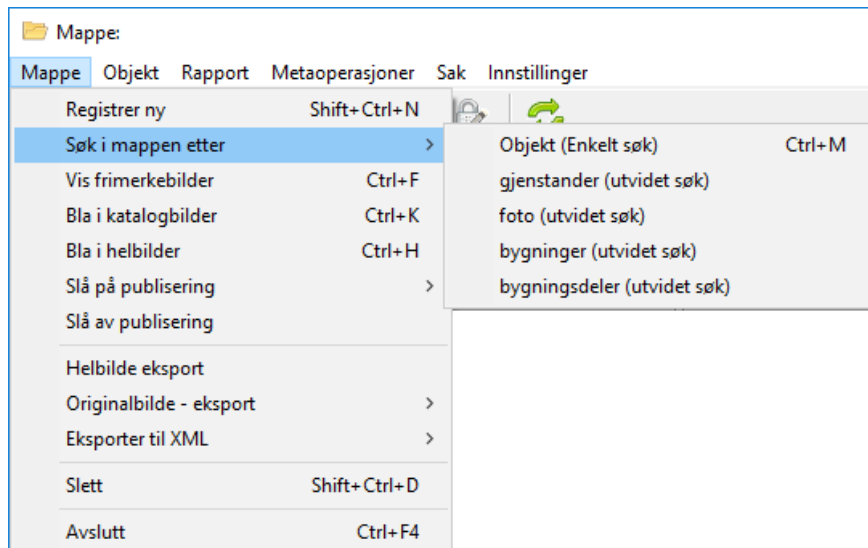 Mappe:
Mappe Objekt Rapport Metaoperasjoner Sak Innstillinger
Registrer ny Shift+Ctrl+N
Søk i mappen etter
Vis frimerkebilder Ctrl+F
Bla i katalogbilder Ctrl+K
Bla i helbilder Ctrl+H
Slå på publisering
Slå av publisering
Helbilde eksport
Originalbilde - eksport
Eksporter til XML
Slett Shift+Ctrl+D
Avslutt Ctrl+F4
Objekt (Enkelt søk) Ctrl+M
gjenstander (utvidet søk)
foto (utvidet søk)
bygninger (utvidet søk)
bygningsdeler (utvidet søk)